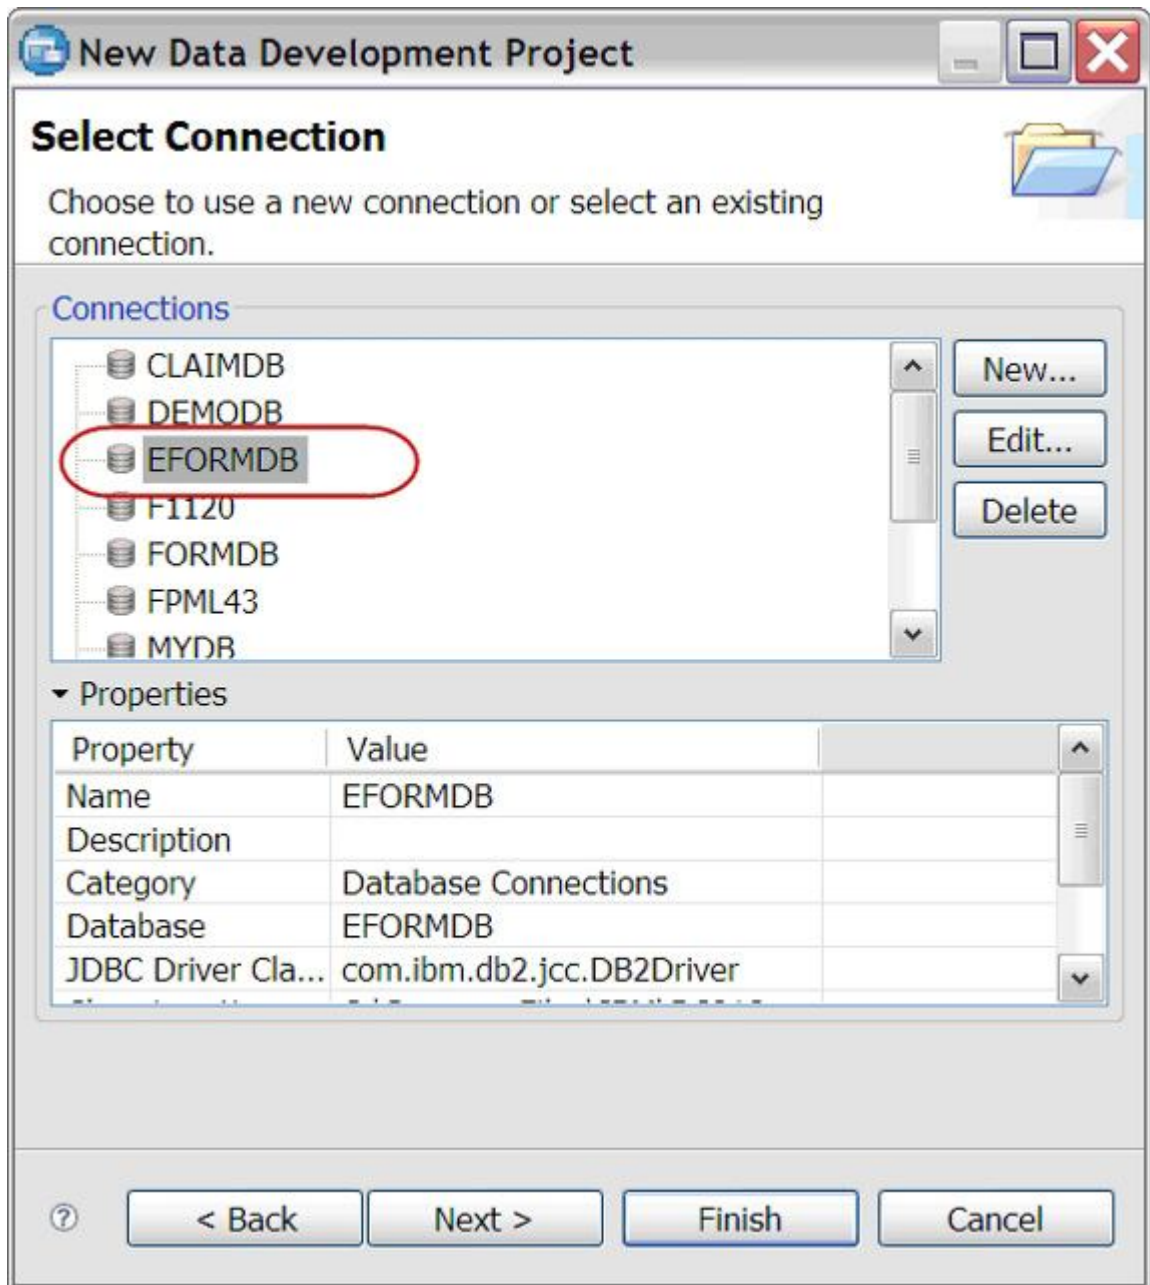 New Data Development Project
Select Connection
Choose to use a new connection or select an existing
connection.
Connections
CLAIMDB
DEMODB
EFORMDB
F1120
FORMDB
FPML43
MYDB
New...
Edit...
Delete
Properties
Property Value
Name EFORMDB
Description
Category Database Connections
Database EFORMDB
JDBC Driver Cla... com.ibm.db2.jcc.DB2Driver
< Back Next > Finish Cancel